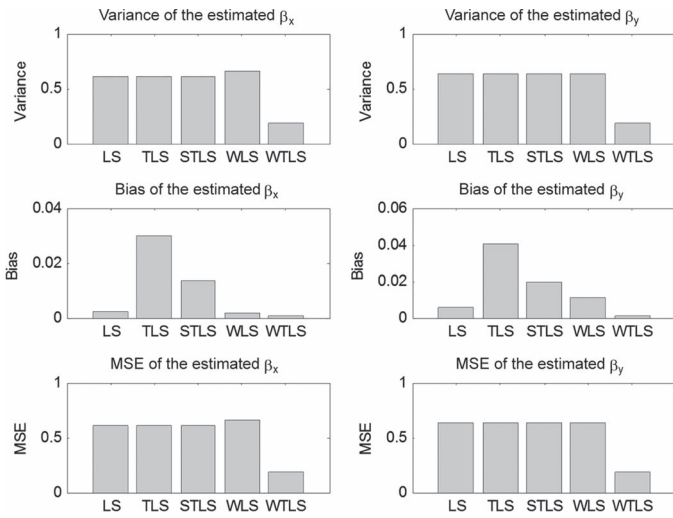 Variance of the estimated βx
Variance
1
0.5
0
LS TLS STLS WLS WTLS
Variance of the estimated βy
Variance
1
0.5
0
LS TLS STLS WLS WTLS
Bias of the estimated βx
Bias
0.04
0.02
0
LS TLS STLS WLS WTLS
Bias of the estimated βy
Bias
0.06
0.04
0.02
0
LS TLS STLS WLS WTLS
MSE of the estimated βx
MSE
1
0.5
0
LS TLS STLS WLS WTLS
MSE of the estimated βy
MSE
1
0.5
0
LS TLS STLS WLS WTLS